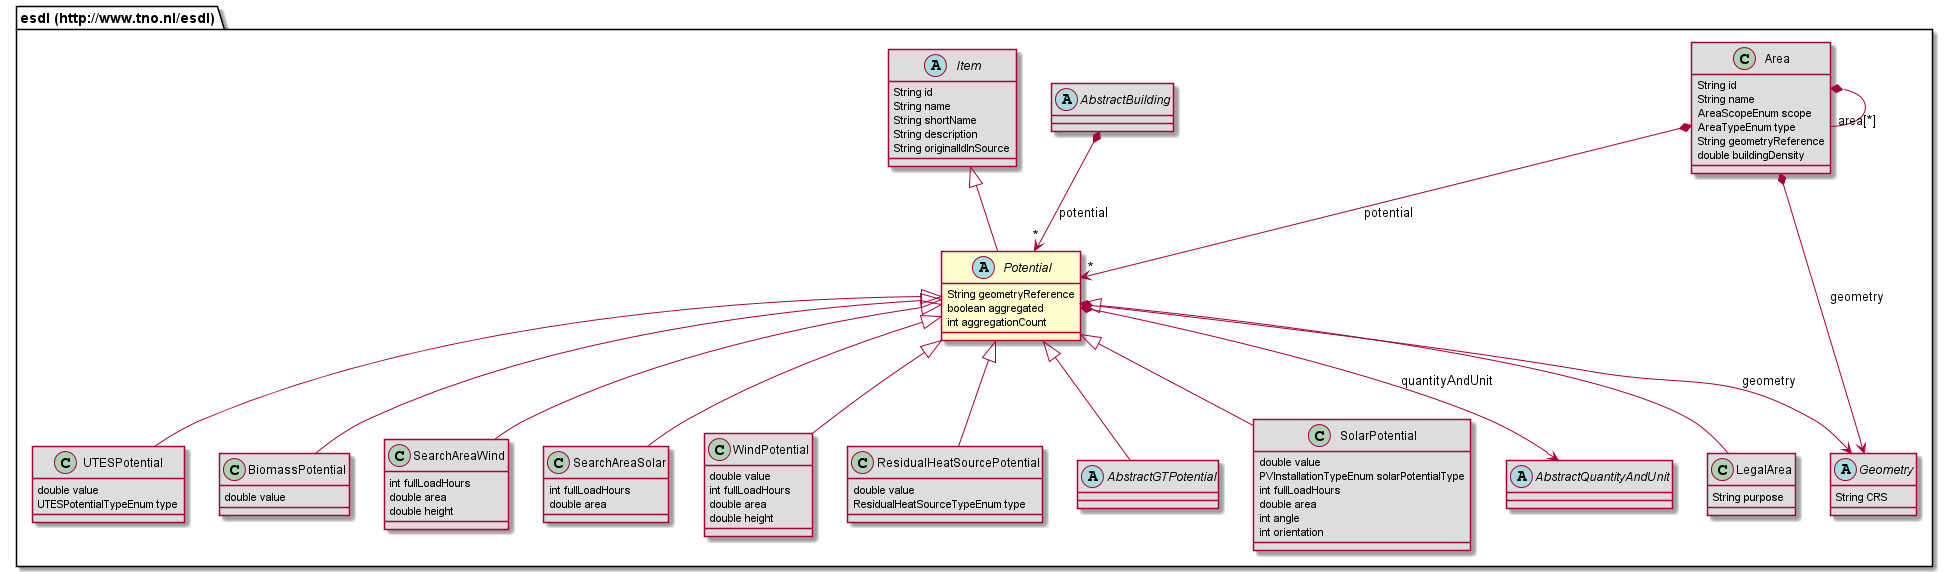 esdl (http://www.tno.nl/esdl)
A Item
String id
String name
String shortName
String description
String originalIdInSource
A AbstractBuilding
C Area
String id
String name
AreaScopeEnum scope
AreaTypeEnum type
String geometryReference
double buildingDensity
area[*]
potential
*
potential
*
geometry
A Potential
String geometryReference
boolean aggregated
int aggregationCount
quantityAndUnit
geometry
C UTESPotential
double value
UTESPotentialTypeEnum type
C BiomassPotential
double value
C SearchAreaWind
int fullLoadHours
double area
double height
C SearchAreaSolar
int fullLoadHours
double area
C WindPotential
double value
int fullLoadHours
double area
double height
C ResidualHeatSourcePotential
double value
ResidualHeatSourceTypeEnum type
A AbstractGTPotential
C SolarPotential
double value
PVInstallationTypeEnum solarPotentialType
int fullLoadHours
double area
int angle
int orientation
A AbstractQuantityAndUnit
C LegalArea
String purpose
A Geometry
String CRS